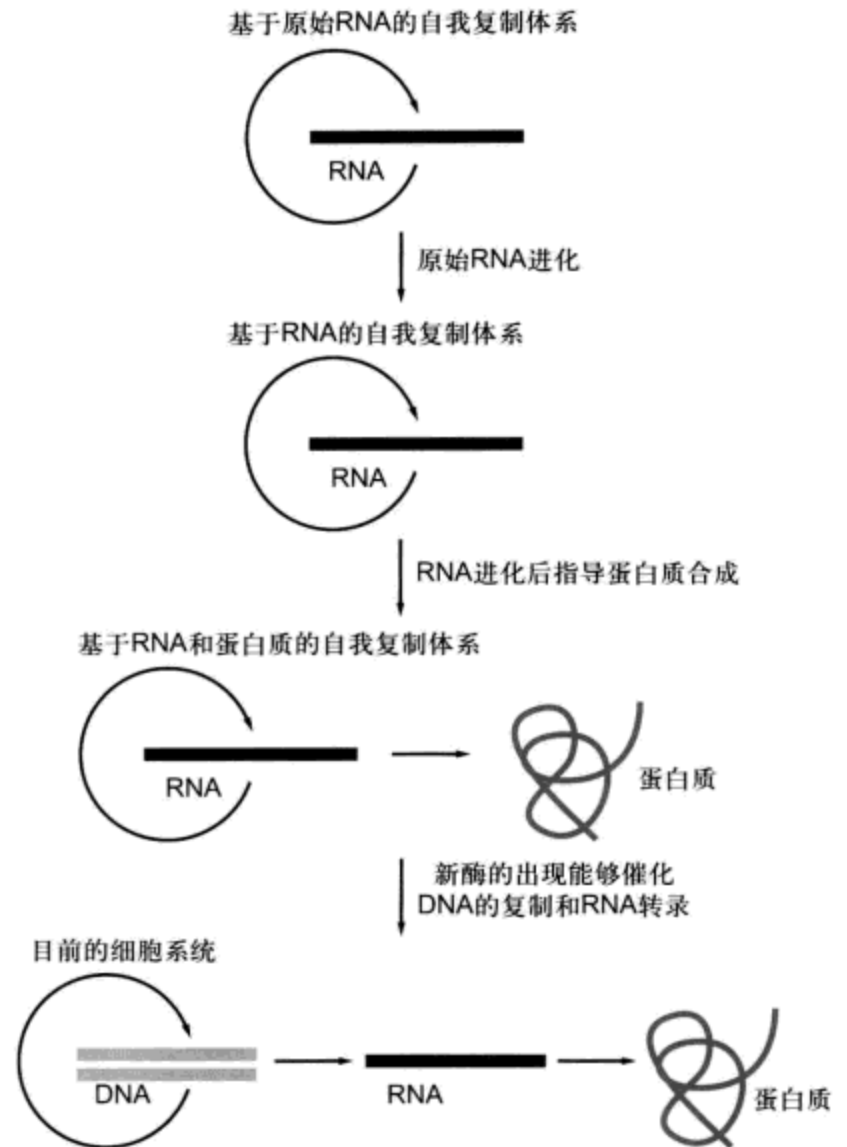 基于原始RNA的自我复制体系
RNA
原始RNA进化
基于RNA的自我复制体系
RNA
RNA进化后指导蛋白质合成
基于RNA和蛋白质的自我复制体系
RNA
蛋白质
新酶的出现能够催化
DNA的复制和RNA转录
目前的细胞系统
DNA
RNA
蛋白质